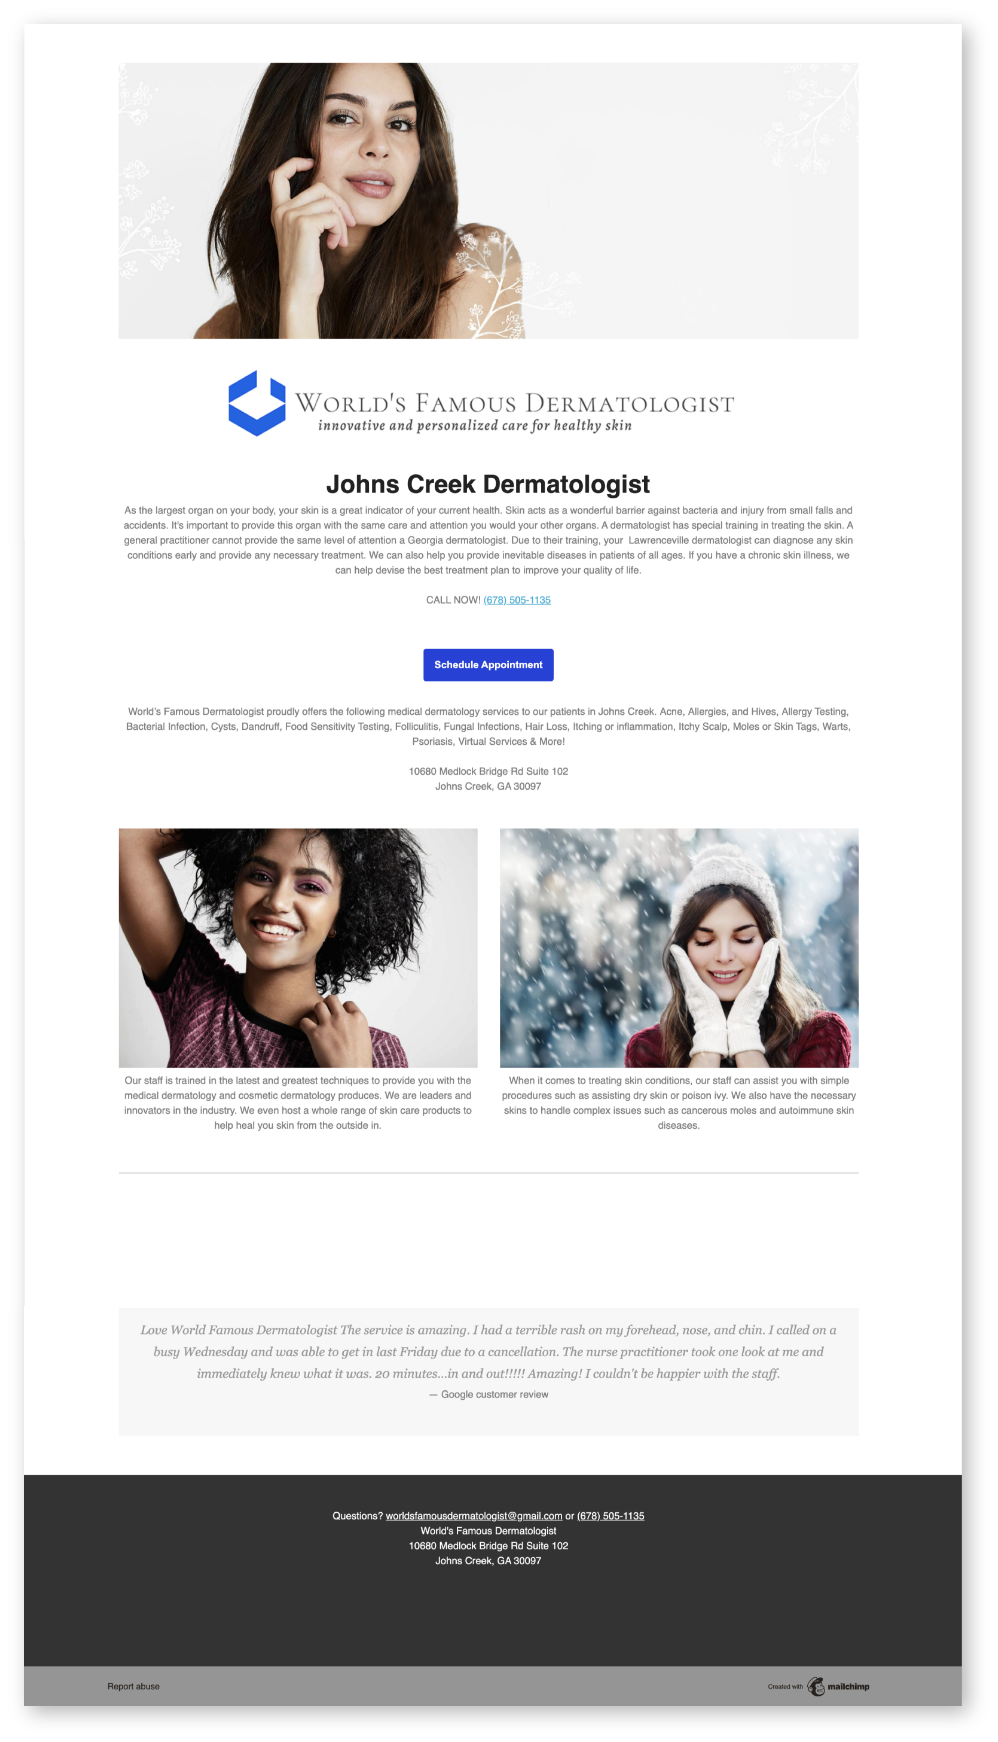 WORLD'S FAMOUS DERMATOLOGIST
innovative and personalized care for healthy skin
Johns Creek Dermatologist
As the largest organ on your body, your skin is a great indicator of your current health. Skin acts as a wonderful barrier against bacteria and injury from small falls and
accidents. It's important to provide this organ with the same care and attention you would your other organs. A dermatologist has special training in treating the skin. A
general practitioner cannot provide the same level of attention a Georgia dermatologist. Due to their training, your Lawrenceville dermatologist can diagnose any skin
conditions early and provide any necessary treatment. We can also help you provide inevitable diseases in patients of all ages. If you have a chronic skin illness, we
can help devise the best treatment plan to improve your quality of life.
CALL NOW! (678) 505-1135
Schedule Appointment
World's Famous Dermatologist proudly offers the following medical dermatology services to our patients in Johns Creek. Acne, Allergies, and Hives, Allergy Testing,
Bacterial Infection, Cysts, Dandruff, Food Sensitivity Testing, Folliculitis, Fungal Infections, Hair Loss, Itching or inflammation, Itchy Scalp, Moles or Skin Tags, Warts,
Psoriasis, Virtual Services & More!
10680 Medlock Bridge Rd Suite 102
Johns Creek, GA 30097
Our staff is trained in the latest and greatest techniques to provide you with the
medical dermatology and cosmetic dermatology produces. We are leaders and
innovators in the industry. We even host a whole range of skin care products to
help heal you skin from the outside in.
When it comes to treating skin conditions, our staff can assist you with simple
procedures such as assisting dry skin or poison ivy. We also have the necessary
skins to handle complex issues such as cancerous moles and autoimmune skin
diseases.
Love World Famous Dermatologist The service is amazing. I had a terrible rash on my forehead, nose, and chin. I called on a
busy Wednesday and was able to get in last Friday due to a cancellation. The nurse practitioner took one look at me and
immediately knew what it was. 20 minutes...in and out!!!!! Amazing! I couldn't be happier with the staff.
— Google customer review
Questions? worldsfamousdermatologist@gmail.com or (678) 505-1135
World's Famous Dermatologist
10680 Medlock Bridge Rd Suite 102
Johns Creek, GA 30097
Report abuse
Created with mailchimp